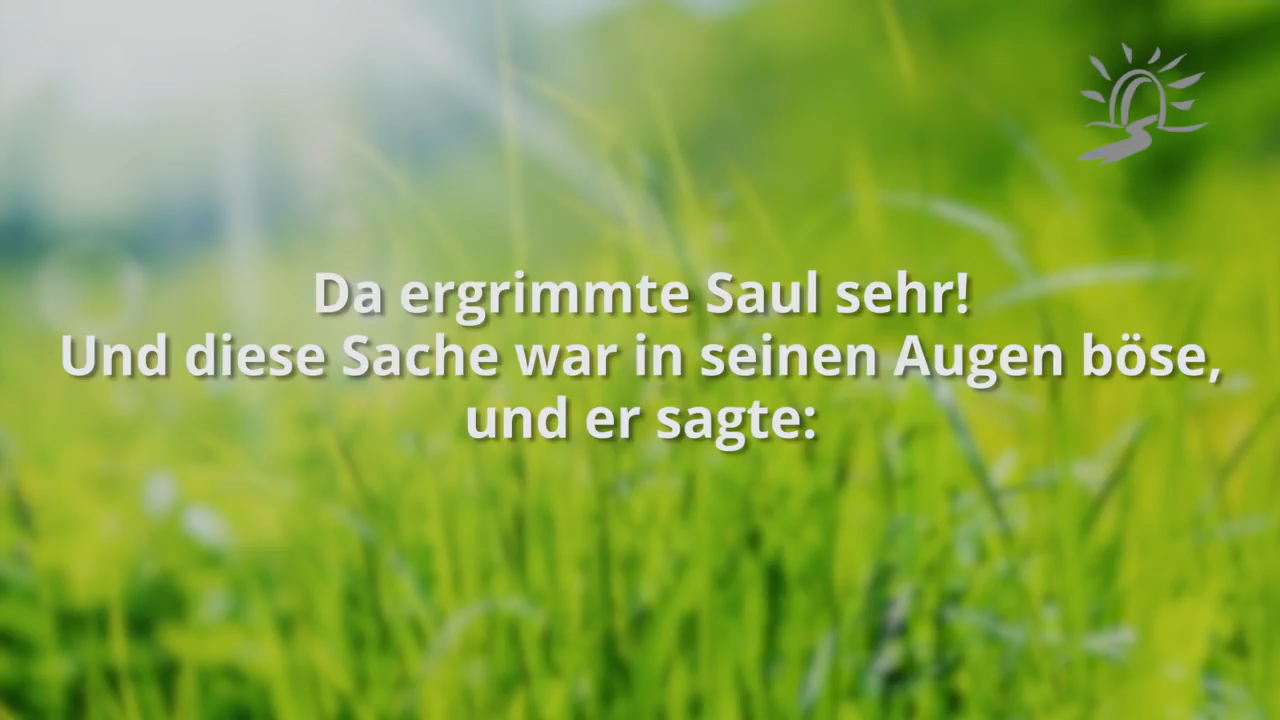 Da ergrimmte Saul sehr!
Und diese Sache war in seinen Augen böse,
und er sagte: